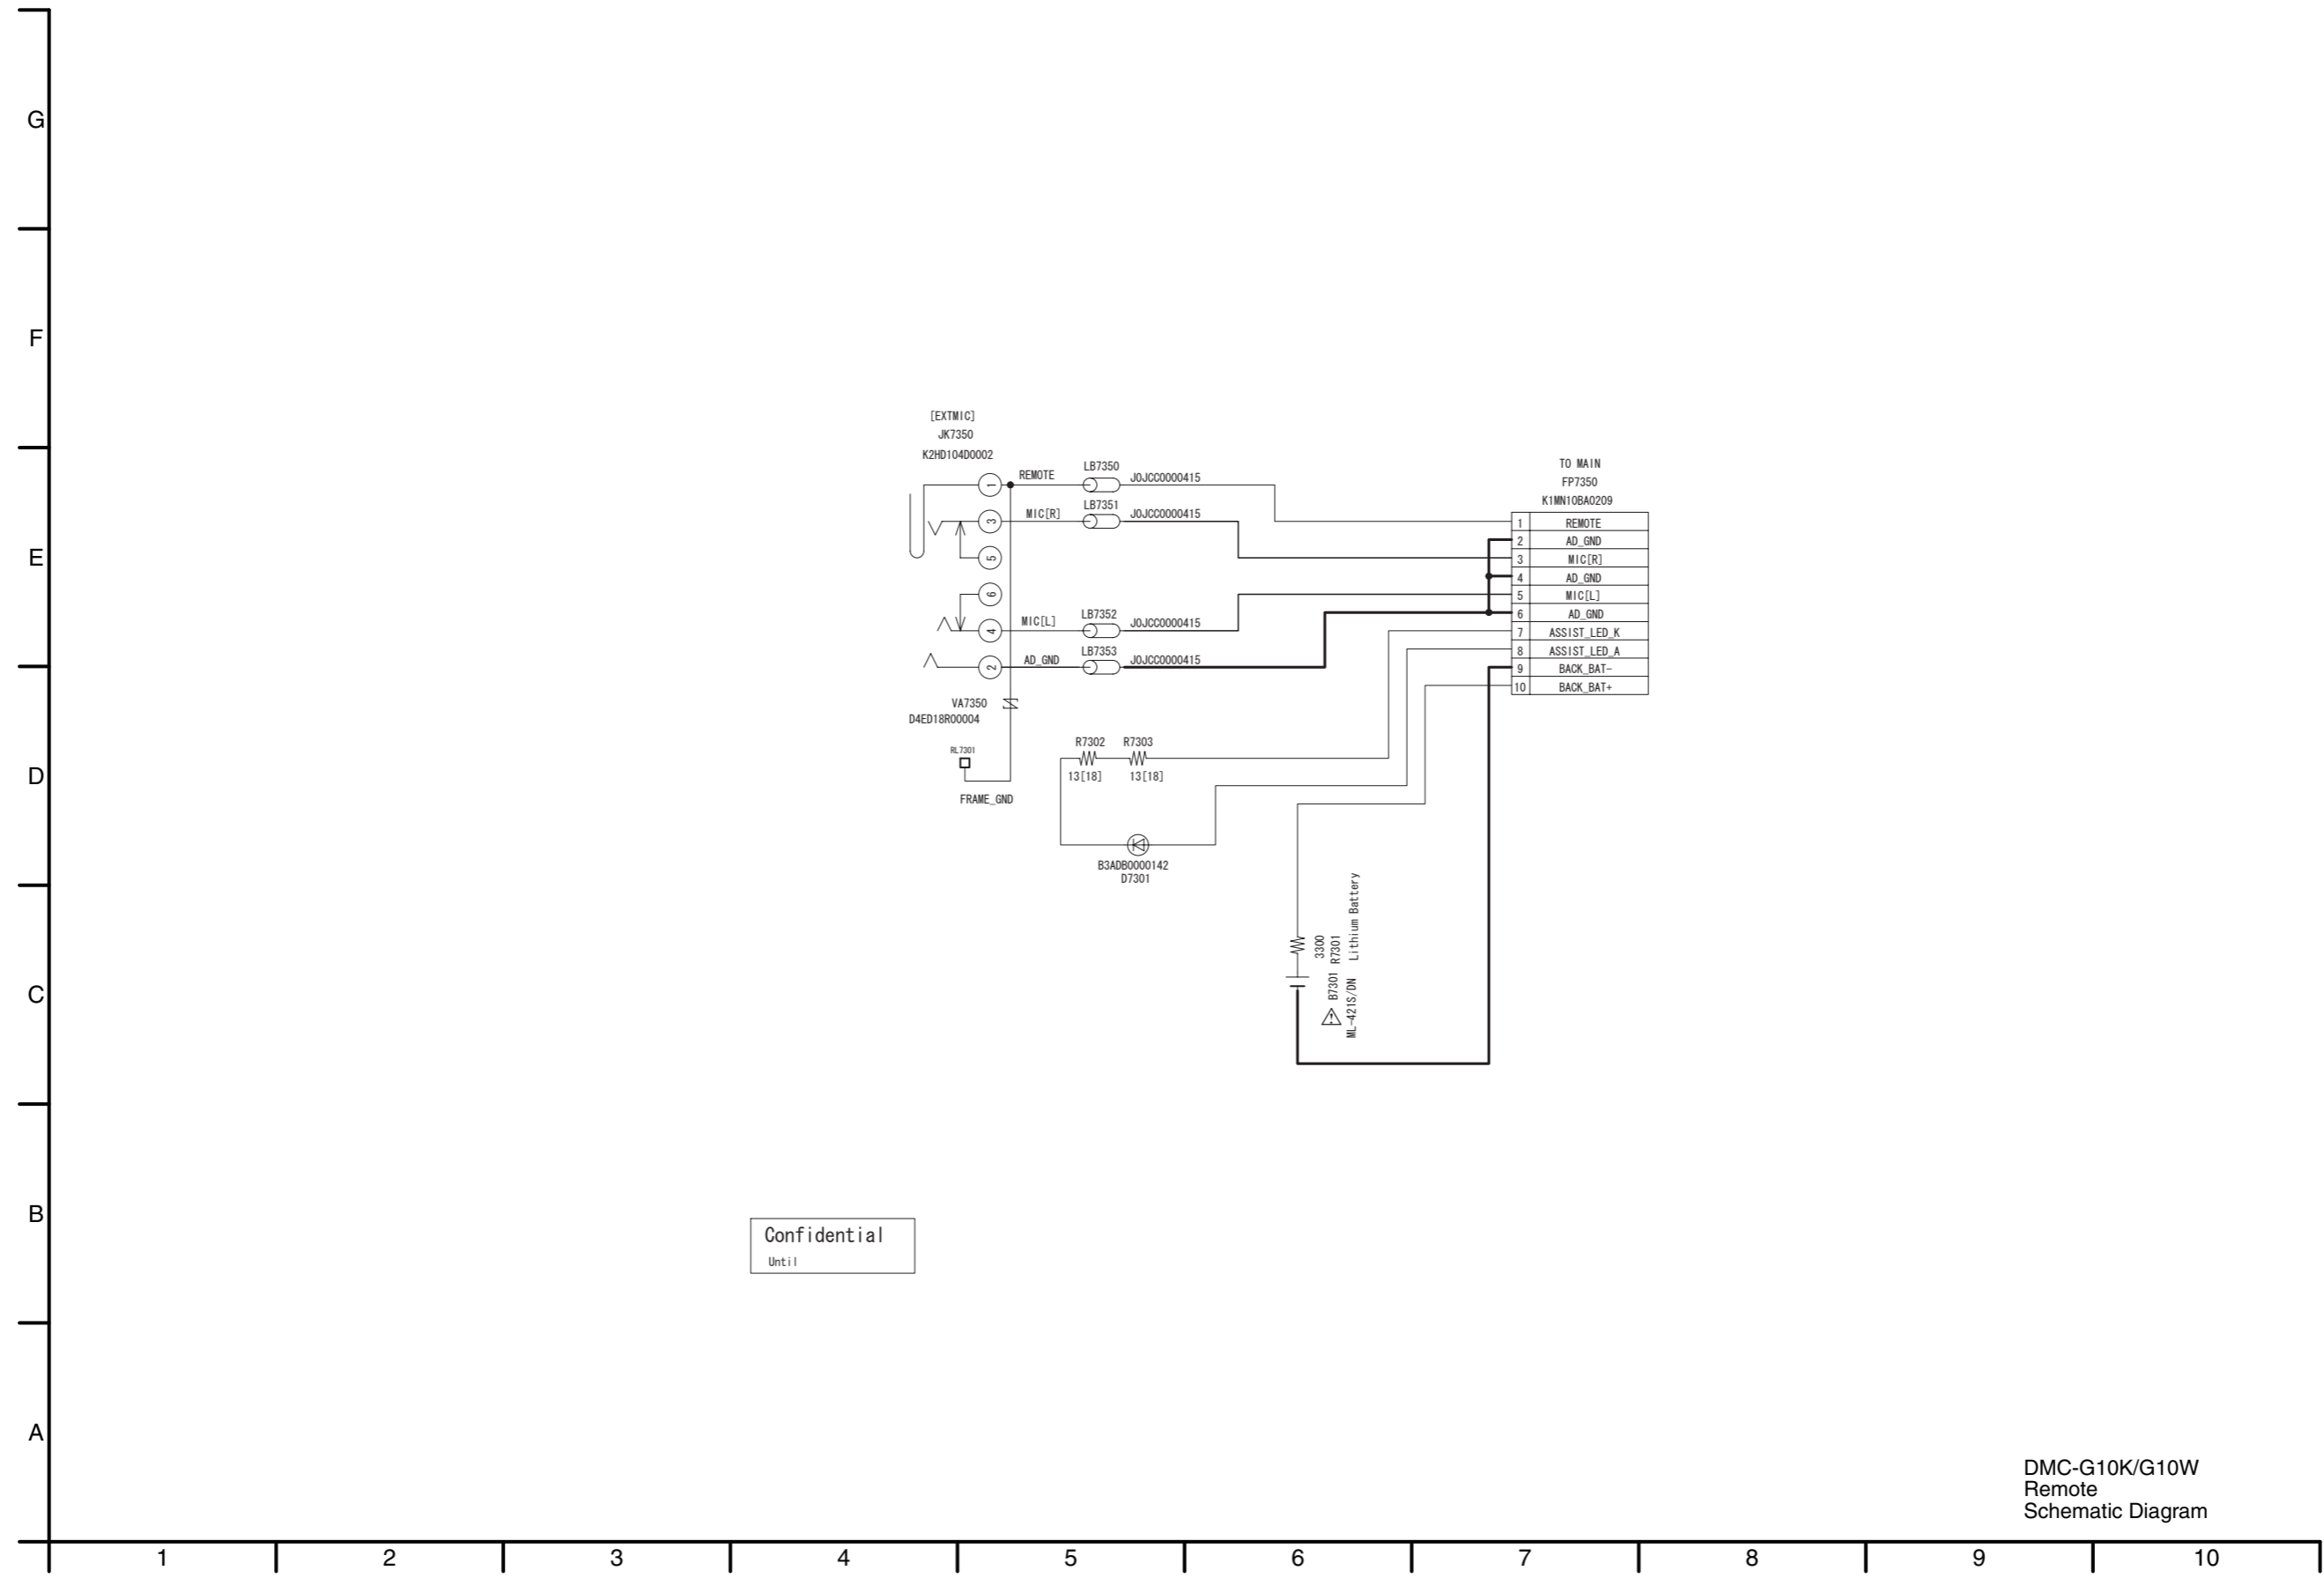 G
F
E
D
C
B
A
[EXTMIC]
JK7350
K2HD104D0002
1
3
5
6
4
2
REMOTE
MIC[R]
MIC[L]
AD_GND
LB7350
J0JCC0000415
LB7351
J0JCC0000415
LB7352
J0JCC0000415
LB7353
J0JCC0000415
VA7350
D4ED18R00004
RL7301
FRAME_GND
TO MAIN
FP7350
K1MN10BA0209
1 REMOTE
2 AD_GND
3 MIC[R]
4 AD_GND
5 MIC[L]
6 AD_GND
7 ASSIST_LED_K
8 ASSIST_LED_A
9 BACK_BAT-
10 BACK_BAT+
R7302 R7303
13[18] 13[18]
B3ADB0000142
D7301
3300
R7301
B7301
ML-421S/DN Lithium Battery
Confidential
Until
DMC-G10K/G10W
Remote
Schematic Diagram
1 2 3 4 5 6 7 8 9 10